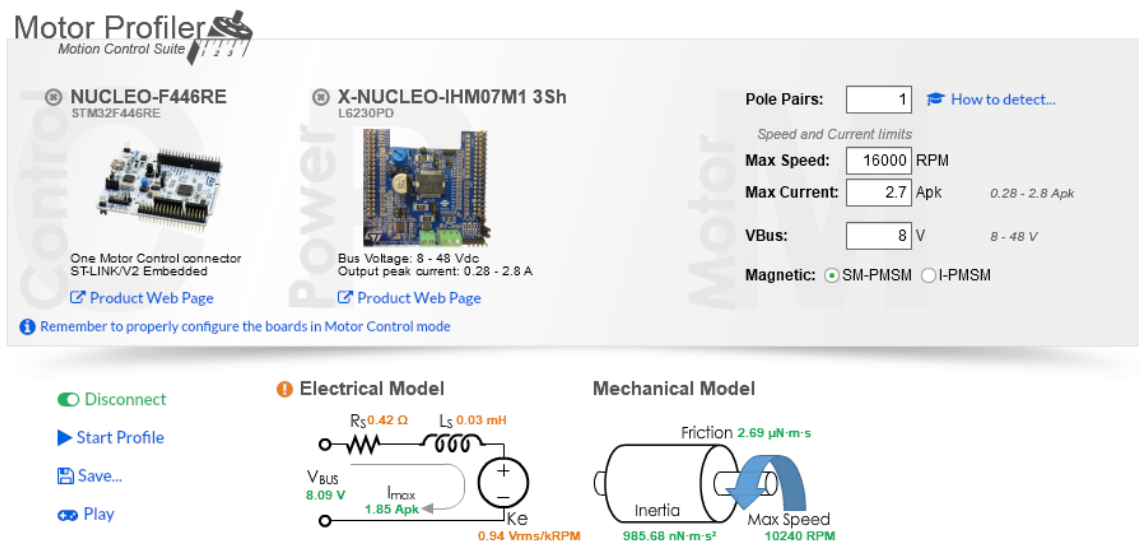 Motor Profiler
Motion Control Suite
1 2 3
Control
Power
Motor
M
NUCLEO-F446RE
STM32F446RE
One Motor Control connector
ST-LINK/V2 Embedded
Product Web Page
X-NUCLEO-IHM07M1 3Sh
L6230PD
Bus Voltage: 8 - 48 Vdc
Output peak current: 0.28 - 2.8 A
Product Web Page
Remember to properly configure the boards in Motor Control mode
Pole Pairs: 1 How to detect...
Speed and Current limits
Max Speed: 16000 RPM
Max Current: 2.7 Apk 0.28 - 2.8 Apk
VBus: 8 V 8 - 48 V
Magnetic: SM-PMSM I-PMSM
Disconnect
Start Profile
Save...
Play
Electrical Model
RS 0.42 Ω LS 0.03 mH
VBUS
8.09 V
Imax
1.85 Apk
Ke
0.94 Vrms/kRPM
Mechanical Model
Friction 2.69 µN·m·s
Inertia
985.68 nN·m·s²
Max Speed
10240 RPM